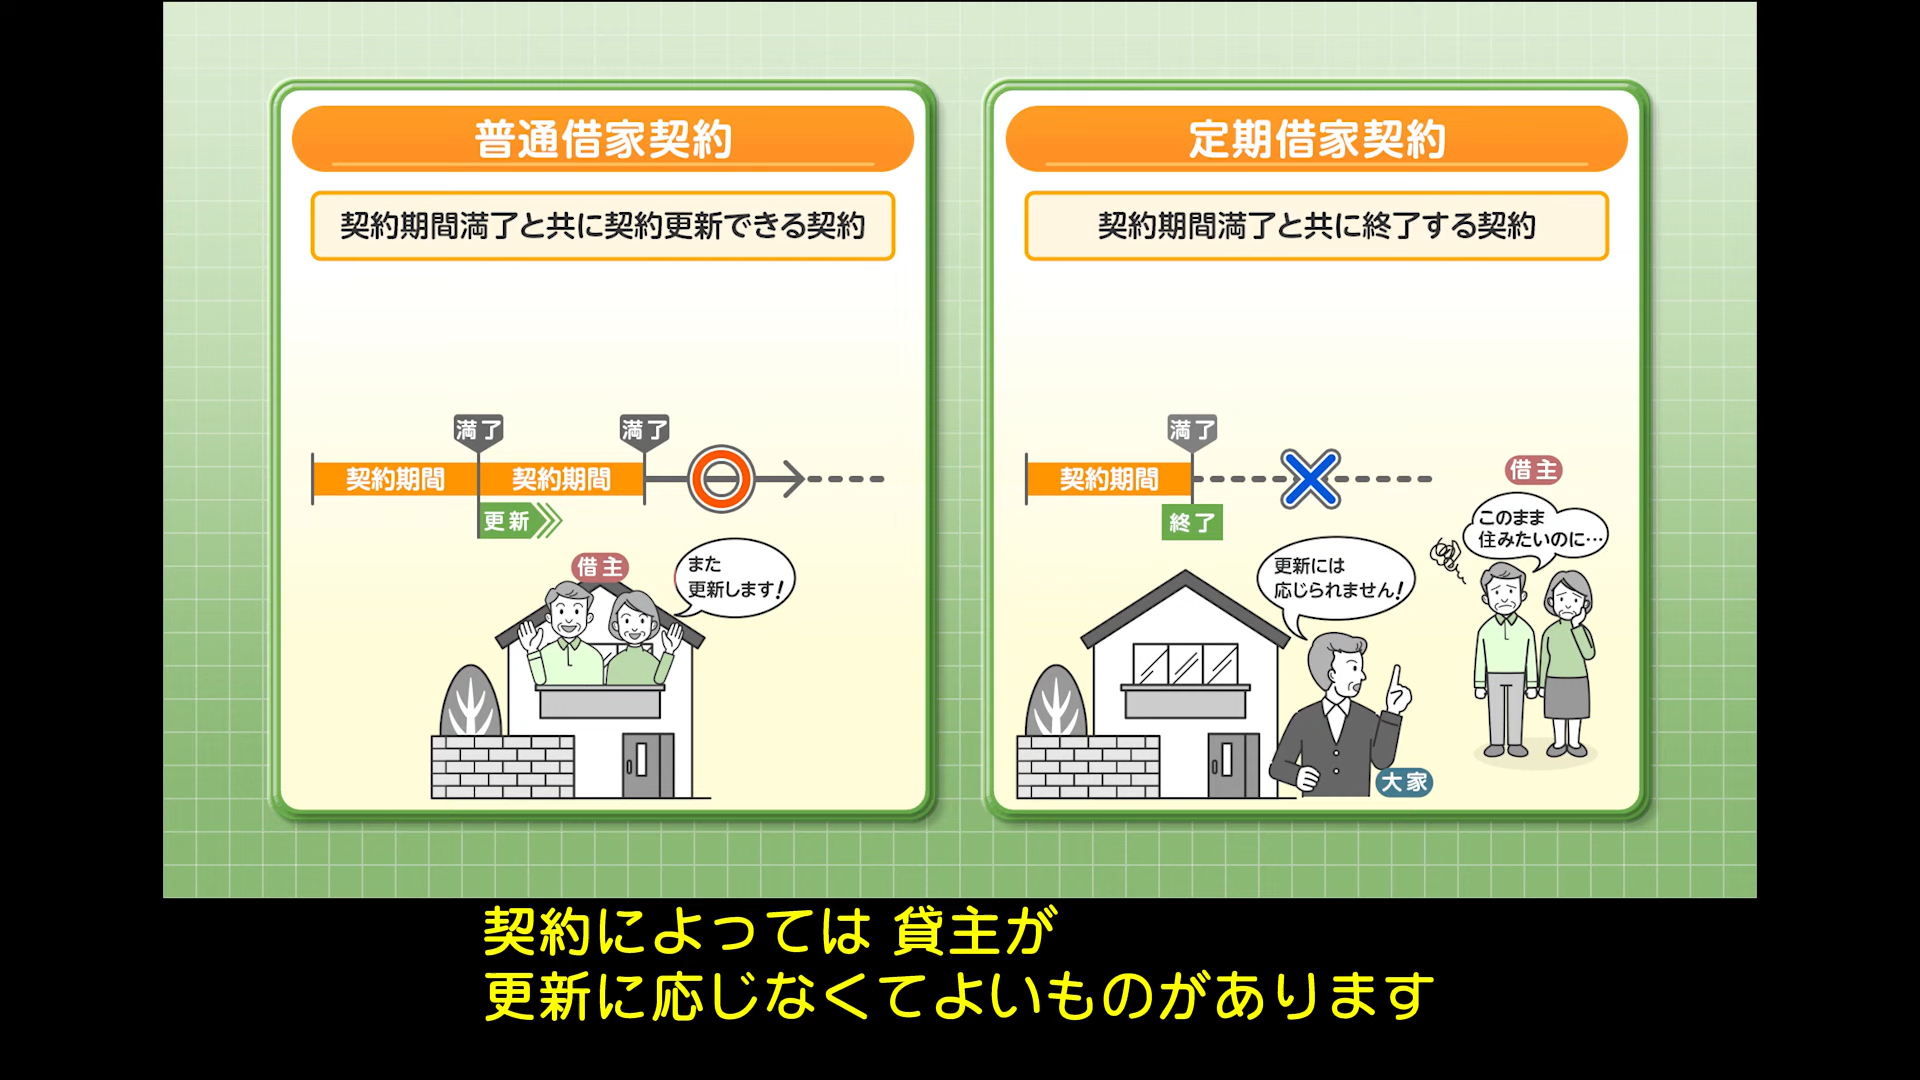 普通借家契約
契約期間満了と共に契約更新できる契約
満了
満了
契約期間
契約期間
更新
借主
また
更新します!
定期借家契約
契約期間満了と共に終了する契約
満了
契約期間
終了
借主
このまま
住みたいのに…
更新には
応じられません!
大家
契約によっては 貸主が
更新に応じなくてよいものがあります